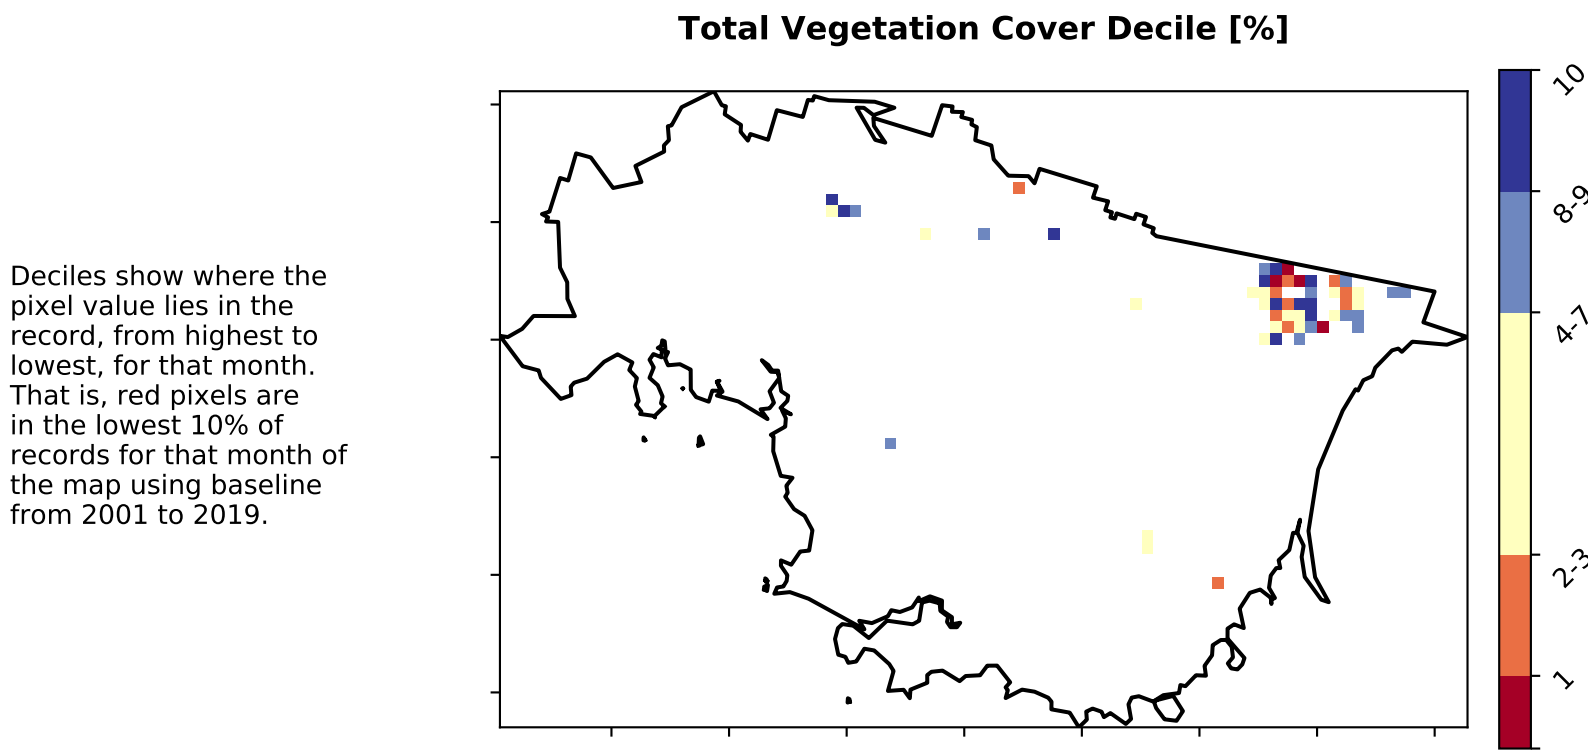 Total Vegetation Cover Decile [%]
Deciles show where the
pixel value lies in the
record, from highest to
lowest, for that month.
That is, red pixels are
in the lowest 10% of
records for that month of
the map using baseline
from 2001 to 2019.
10
8-9
4-7
2-3
1